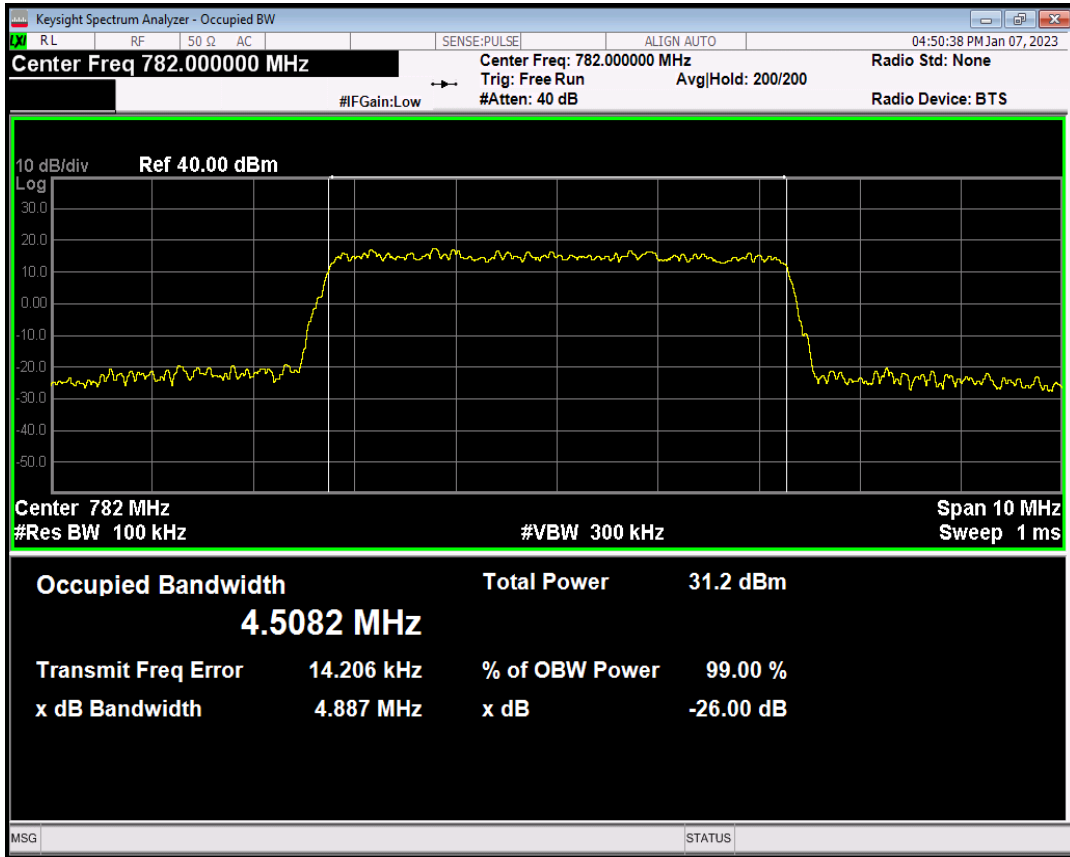 Keysight Spectrum Analyzer - Occupied BW
LXI RL RF 50 Ω AC SENSE:PULSE ALIGN AUTO 04:50:38 PM Jan 07, 2023
Center Freq 782.000000 MHz Center Freq: 782.000000 MHz Radio Std: None
Trig: Free Run Avg|Hold: 200/200
#IFGain:Low #Atten: 40 dB Radio Device: BTS
10 dB/div Ref 40.00 dBm
Log
30.0
20.0
10.0
0.00
-10.0
-20.0
-30.0
-40.0
-50.0
Center 782 MHz Span 10 MHz
#Res BW 100 kHz #VBW 300 kHz Sweep 1 ms
Occupied Bandwidth Total Power 31.2 dBm
4.5082 MHz
Transmit Freq Error 14.206 kHz % of OBW Power 99.00 %
x dB Bandwidth 4.887 MHz x dB -26.00 dB
MSG STATUS